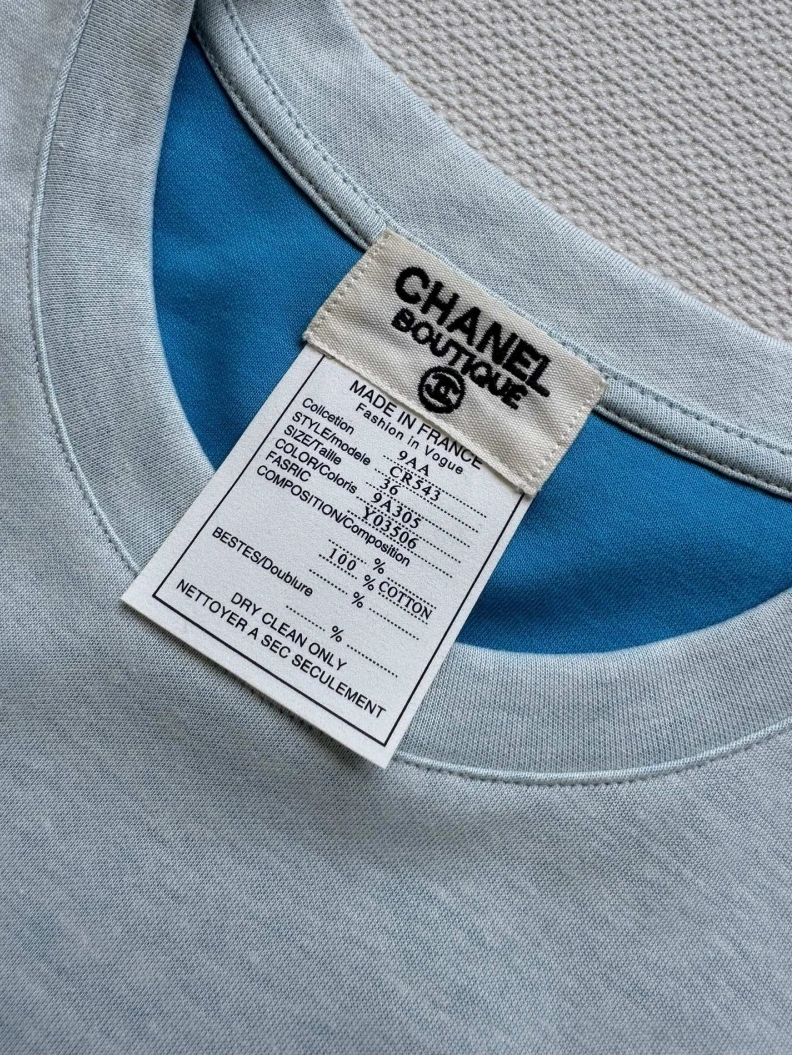 CHANEL
BOUTIQUE
MADE IN FRANCE
Fashion in Vogue
Collcetion 9AA
STYLE/modele CR543
SIZE/Taille 36
COLOR/Coloris 9A305
FASRIC Y03506
COMPOSITION/Composition
%
100 % COTTON
BESTES/Doublure %
%
DRY CLEAN ONLY
NETTOYER A SEC SECULEMENT